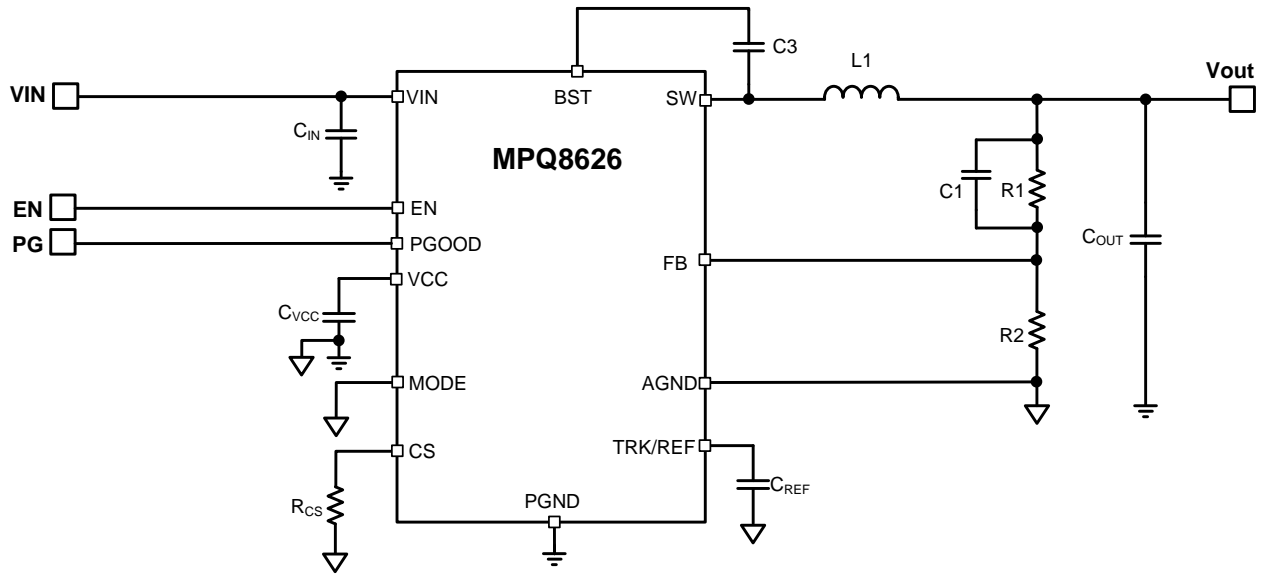 C3
L1
Vout
VIN
VIN
BST
SW
CIN
MPQ8626
EN
EN
C1
R1
PG
PGOOD
COUT
FB
VCC
CVCC
R2
MODE
AGND
CS
TRK/REF
RCS
PGND
CREF